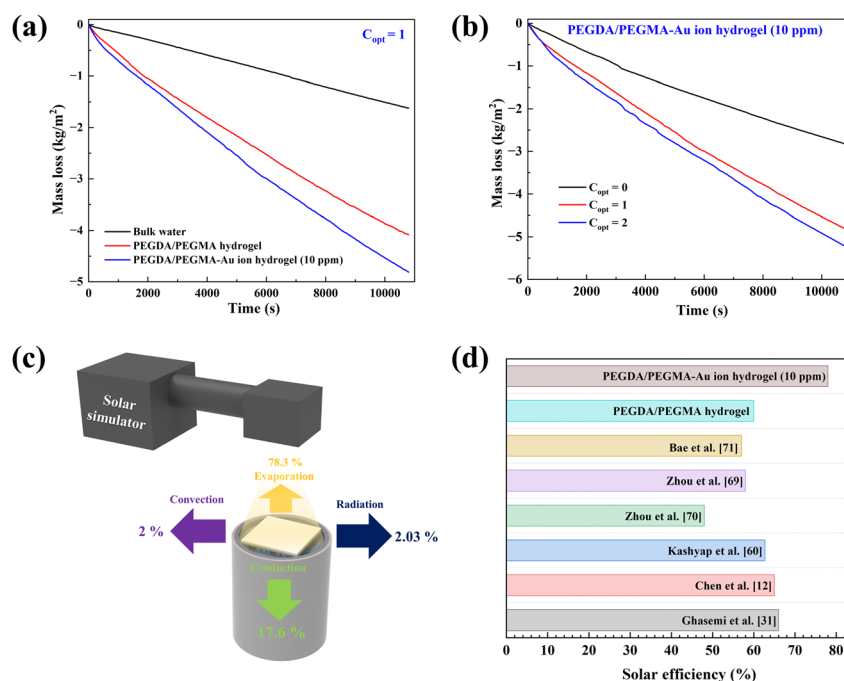 (a)
C_opt = 1
Mass loss (kg/m²)
0
−1
−2
−3
−4
−5
Bulk water
PEGDA/PEGMA hydrogel
PEGDA/PEGMA-Au ion hydrogel (10 ppm)
0 2000 4000 6000 8000 10000
Time (s)
(b)
PEGDA/PEGMA-Au ion hydrogel (10 ppm)
Mass loss (kg/m²)
0
−1
−2
−3
−4
−5
−6
C_opt = 0
C_opt = 1
C_opt = 2
0 2000 4000 6000 8000 10000
Time (s)
(c)
Solar
simulator
78.3 %
Evaporation
Convection
2 %
Radiation
2.03 %
Conduction
17.6 %
(d)
PEGDA/PEGMA-Au ion hydrogel (10 ppm)
PEGDA/PEGMA hydrogel
Bae et al. [71]
Zhou et al. [69]
Zhou et al. [70]
Kashyap et al. [60]
Chen et al. [12]
Ghasemi et al. [31]
0 10 20 30 40 50 60 70 80
Solar efficiency (%)